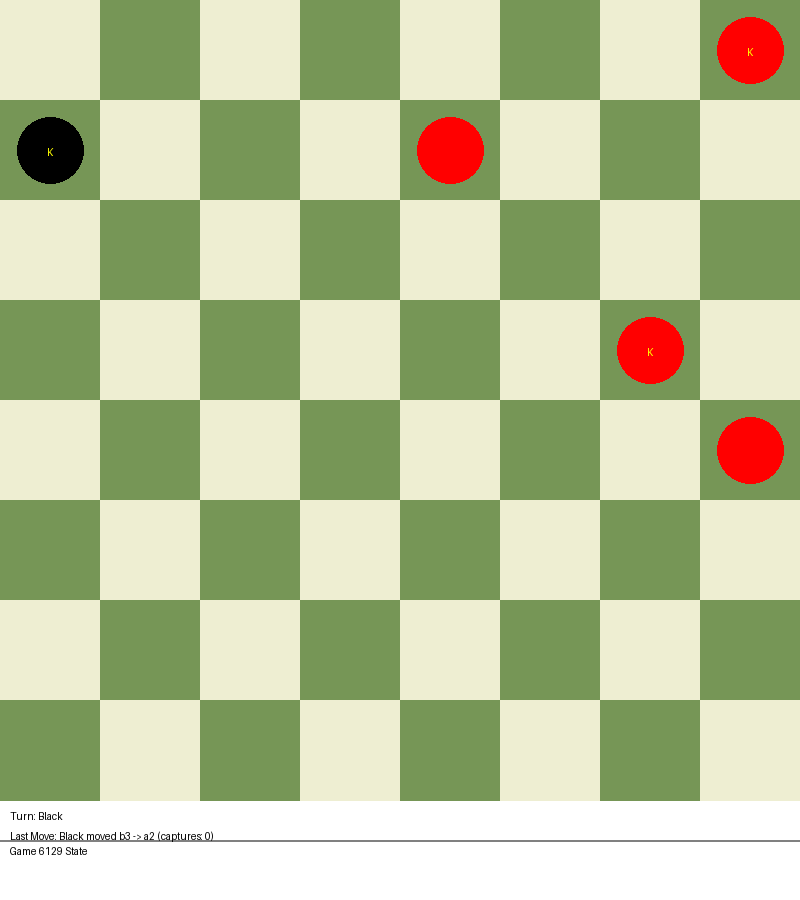 K
K
K
Turn: Black
Last Move: Black moved b3 -> a2 (captures: 0)
Game 6129 State